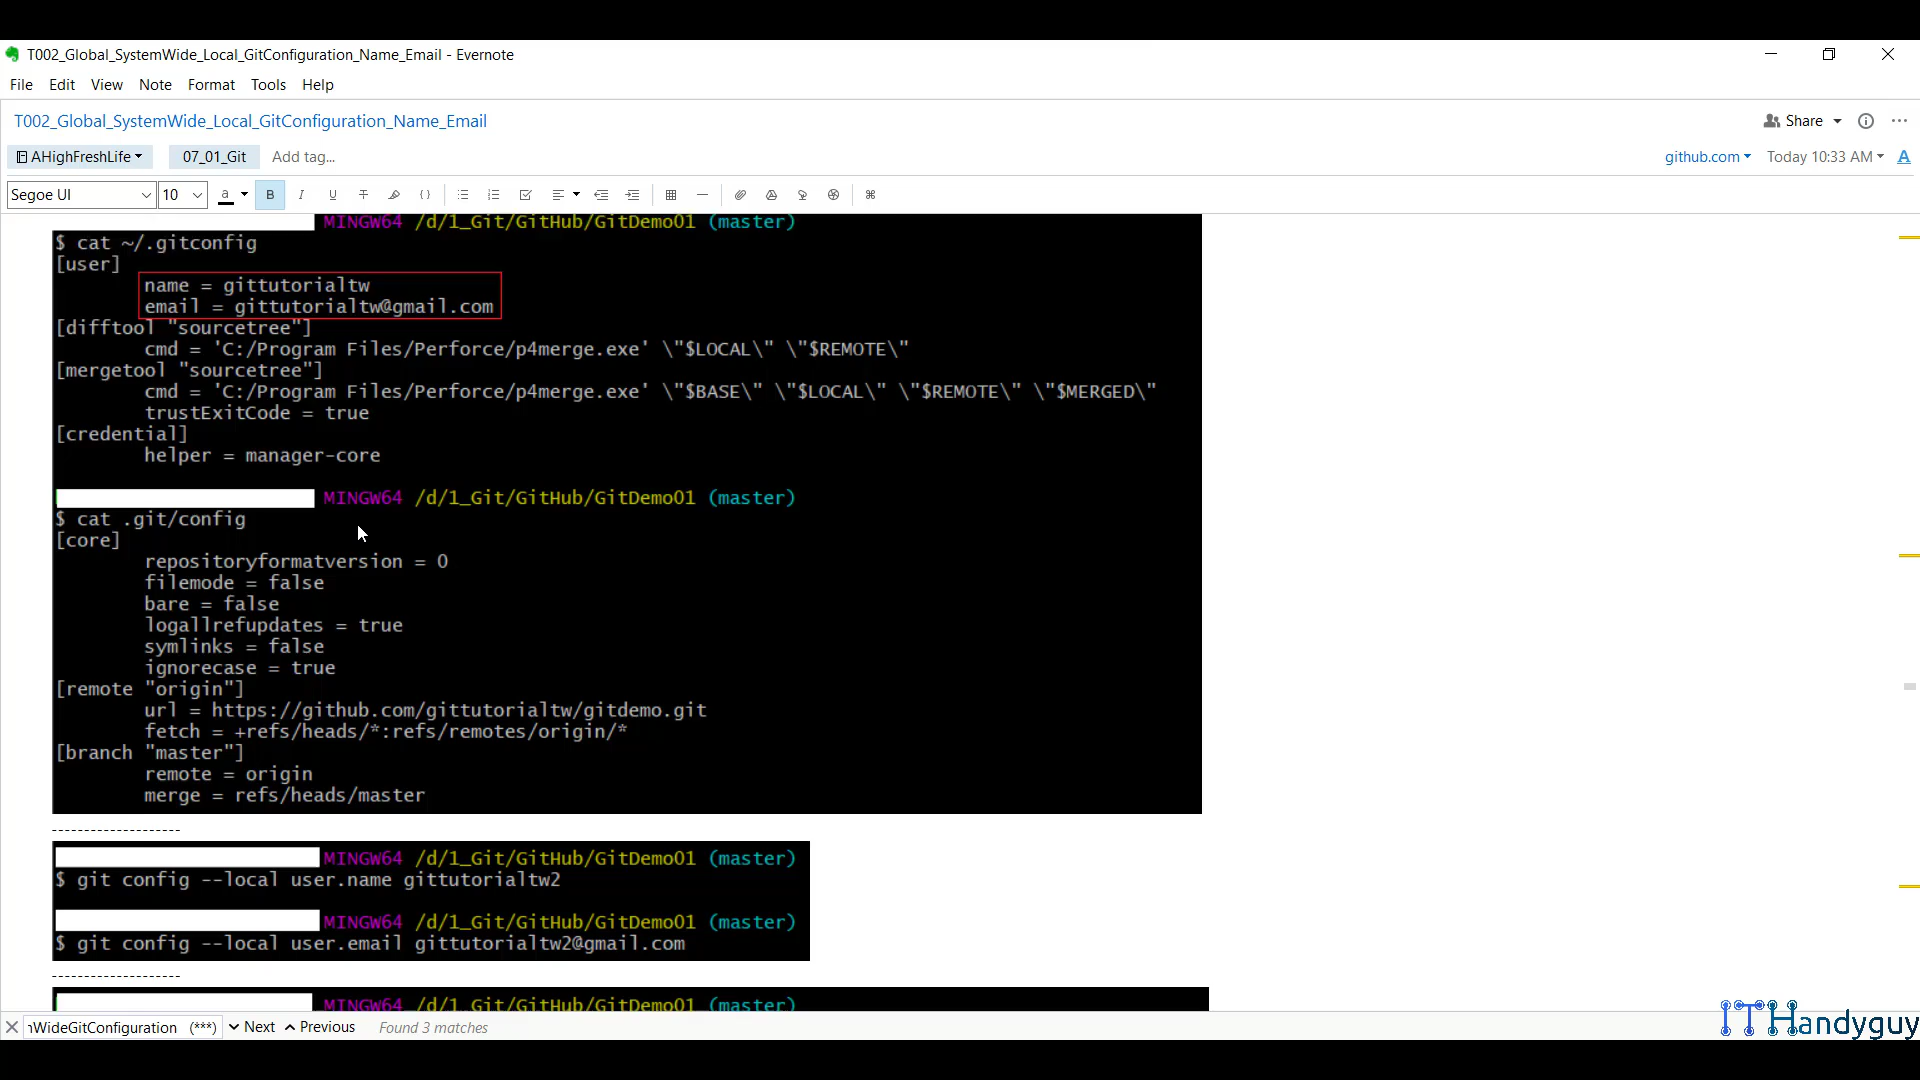 T002_Global_SystemWide_Local_GitConfiguration_Name_Email - Evernote
File Edit View Note Format Tools Help
T002_Global_SystemWide_Local_GitConfiguration_Name_Email
Share
AHighFreshLife 07_01_Git Add tag...
github.com Today 10:33 AM
Segoe UI 10
MINGW64 /d/1_Git/GitHub/GitDemo01 (master)
$ cat ~/.gitconfig
[user]
name = gittutorialtw
email = gittutorialtw@gmail.com
[difftool "sourcetree"]
cmd = 'C:/Program Files/Perforce/p4merge.exe' \"$LOCAL\" \"$REMOTE\"
[mergetool "sourcetree"]
cmd = 'C:/Program Files/Perforce/p4merge.exe' \"$BASE\" \"$LOCAL\" \"$REMOTE\" \"$MERGED\"
trustExitCode = true
[credential]
helper = manager-core
MINGW64 /d/1_Git/GitHub/GitDemo01 (master)
$ cat .git/config
[core]
repositoryformatversion = 0
filemode = false
bare = false
logallrefupdates = true
symlinks = false
ignorecase = true
[remote "origin"]
url = https://github.com/gittutorialtw/gitdemo.git
fetch = +refs/heads/*:refs/remotes/origin/*
[branch "master"]
remote = origin
merge = refs/heads/master
--------------------
MINGW64 /d/1_Git/GitHub/GitDemo01 (master)
$ git config --local user.name gittutorialtw2
MINGW64 /d/1_Git/GitHub/GitDemo01 (master)
$ git config --local user.email gittutorialtw2@gmail.com
--------------------
MINGW64 /d/1_Git/GitHub/GitDemo01 (master)
WideGitConfiguration (***) Next Previous Found 3 matches
ITHandyguy